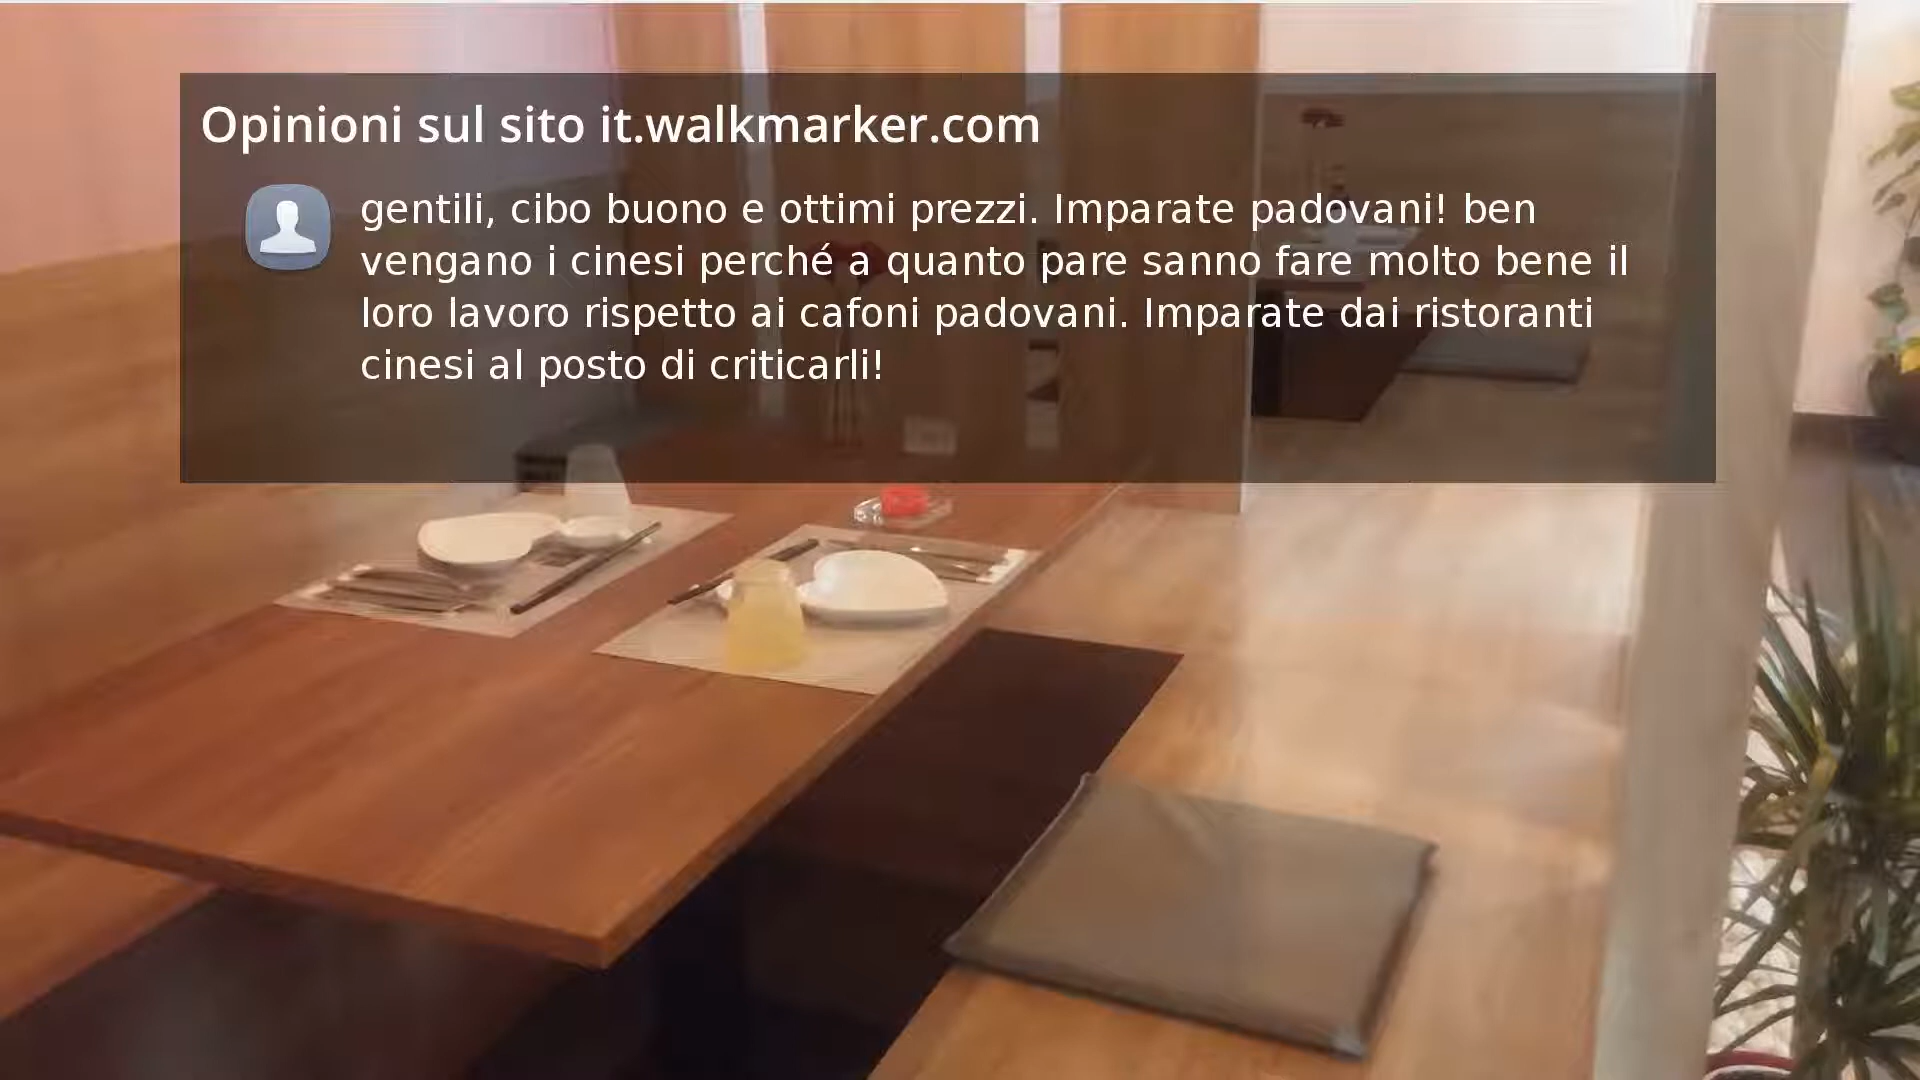 Opinioni sul sito it.walkmarker.com
gentili, cibo buono e ottimi prezzi. Imparate padovani! ben
vengano i cinesi perché a quanto pare sanno fare molto bene il
loro lavoro rispetto ai cafoni padovani. Imparate dai ristoranti
cinesi al posto di criticarli!